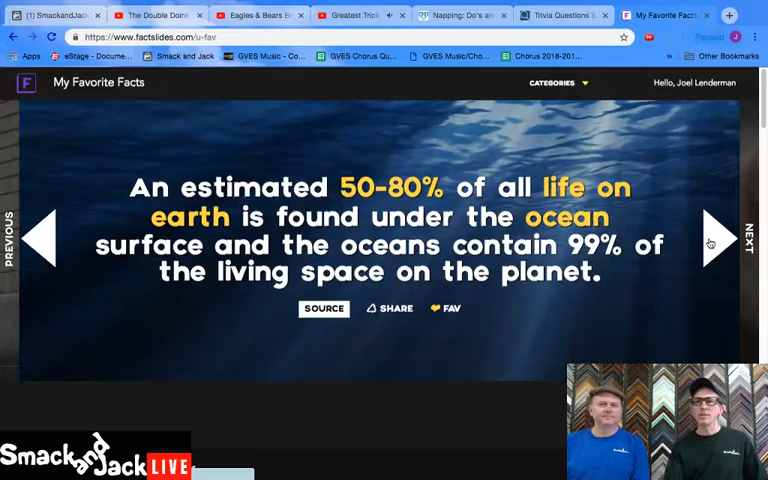 (1) SmackandJack
The Double Doink
Eagles & Bears Be
Greatest Trick
Napping: Do's an
Trivia Questions &
My Favorite Facts
https://www.factslides.com/u-fav
Paused
Apps
eStage - Docume...
Smack and Jack
GVES Music - Co...
GVES Chorus Qu...
GVES Music/Cho...
Chorus 2018-201...
»
Other Bookmarks
F
My Favorite Facts
CATEGORIES
Hello, Joel Lenderman
An estimated 50-80% of all life on
earth is found under the ocean
surface and the oceans contain 99% of
the living space on the planet.
PREVIOUS
NEXT
SOURCE
SHARE
FAV
Smack and Jack LIVE